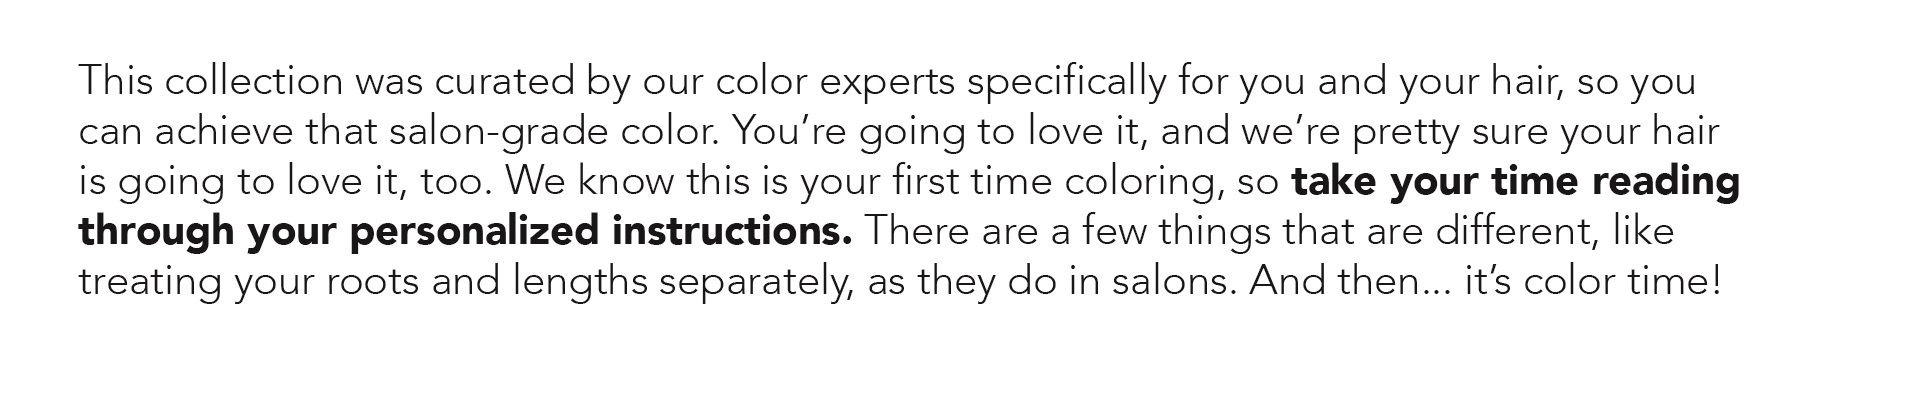 This collection was curated by our color experts specifically for you and your hair, so you
can achieve that salon-grade color. You’re going to love it, and we’re pretty sure your hair
is going to love it, too. We know this is your first time coloring, so take your time reading
through your personalized instructions. There are a few things that are different, like
treating your roots and lengths separately, as they do in salons. And then... it’s color time!